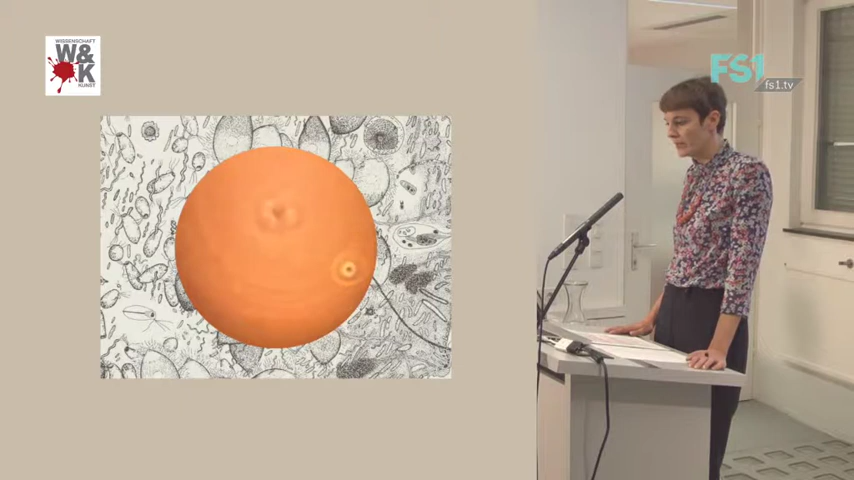 WISSENSCHAFT
W&
K
KUNST
FS1
fs1.tv